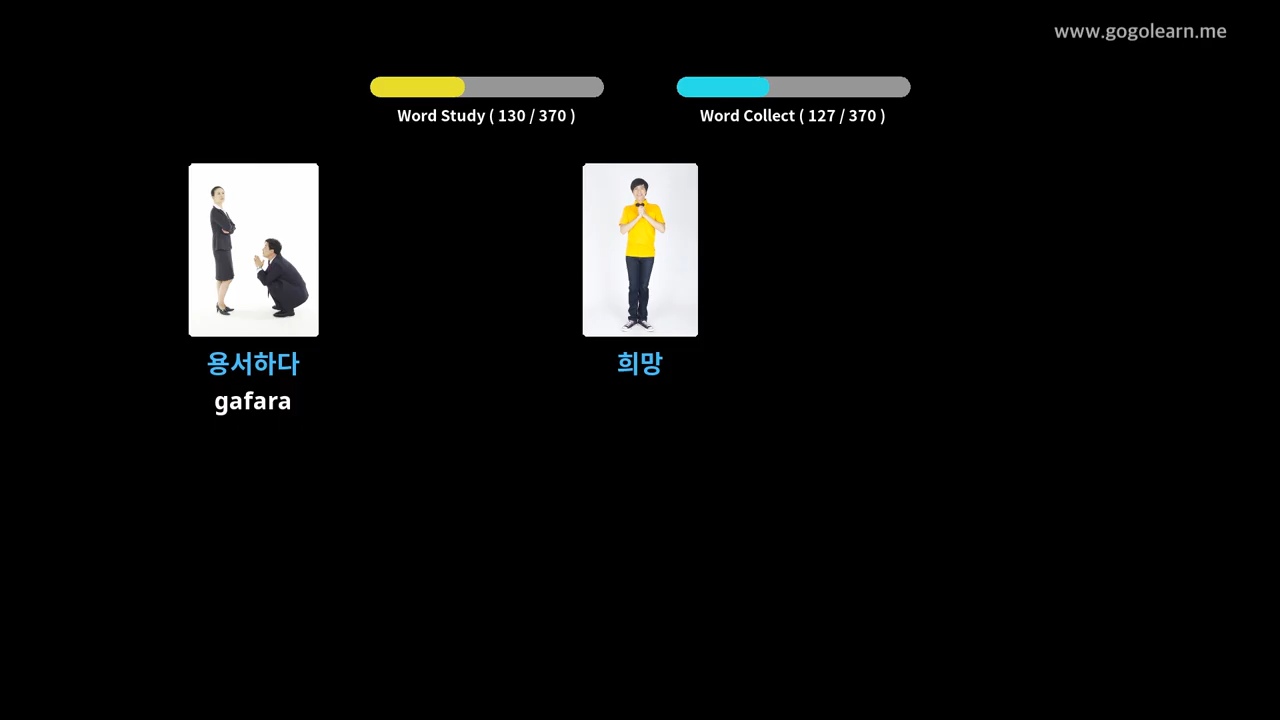 www.gogolearn.me
Word Study ( 130 / 370 )
Word Collect ( 127 / 370 )
용서하다
희망
gafara